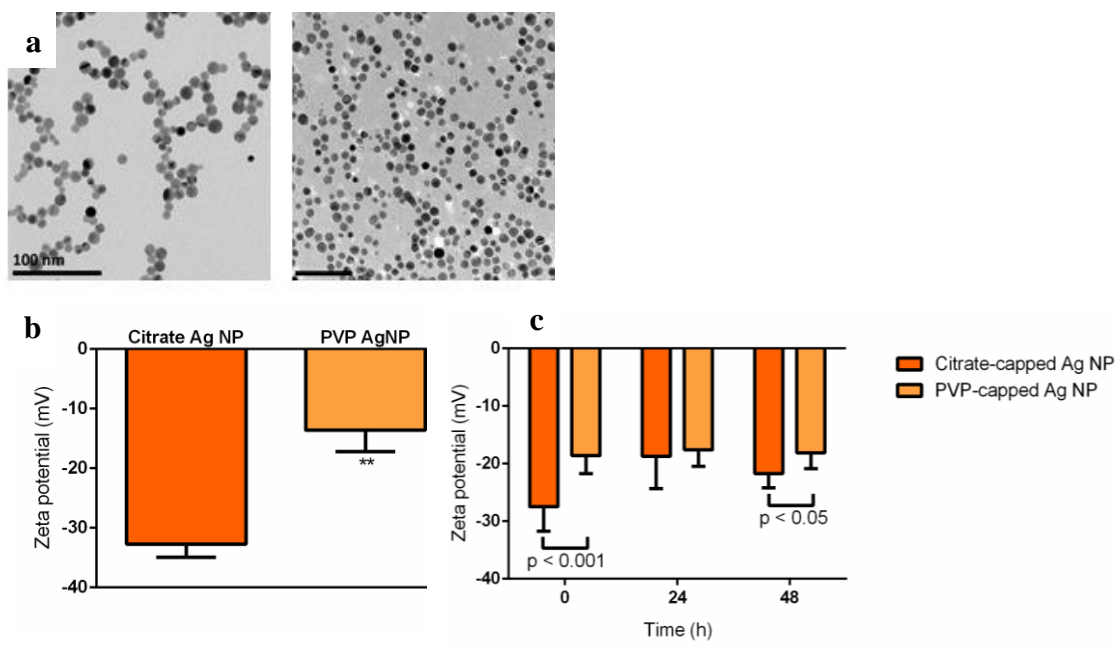 a
100 nm
b
Citrate Ag NP
PVP AgNP
0
-10
-20
-30
-40
Zeta potential (mV)
**
c
0
-10
-20
-30
-40
Zeta potential (mV)
p < 0.001
p < 0.05
0
24
48
Time (h)
Citrate-capped Ag NP
PVP-capped Ag NP